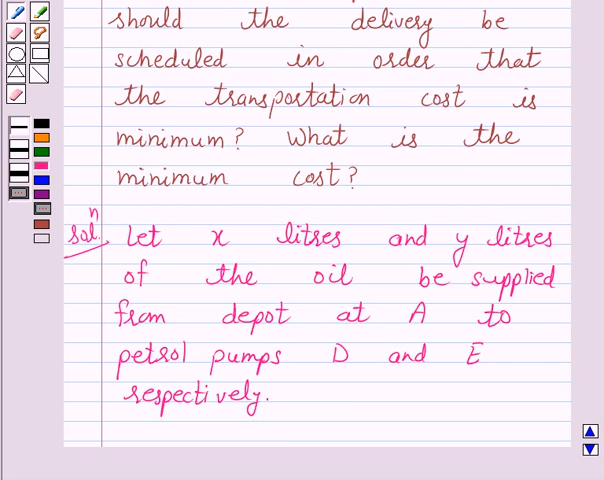 should the delivery be
scheduled in order that
the transportation cost is
minimum? What is the
minimum cost?
Solⁿ. Let x litres and y litres
of the oil be supplied
from depot at A to
petrol pumps D and E
respectively.